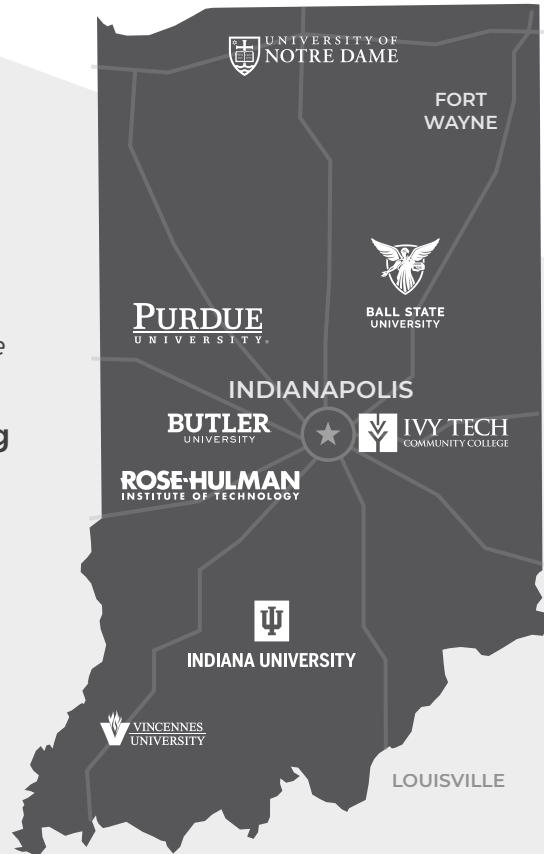 UNIVERSITY OF
NOTRE DAME
FORT
WAYNE
BALL STATE
UNIVERSITY
PURDUE
UNIVERSITY®
e
INDIANAPOLIS
BUTLER
UNIVERSITY
IVY TECH
COMMUNITY COLLEGE
g
ROSE-HULMAN
INSTITUTE OF TECHNOLOGY
INDIANA UNIVERSITY
VINCENNES
UNIVERSITY
LOUISVILLE